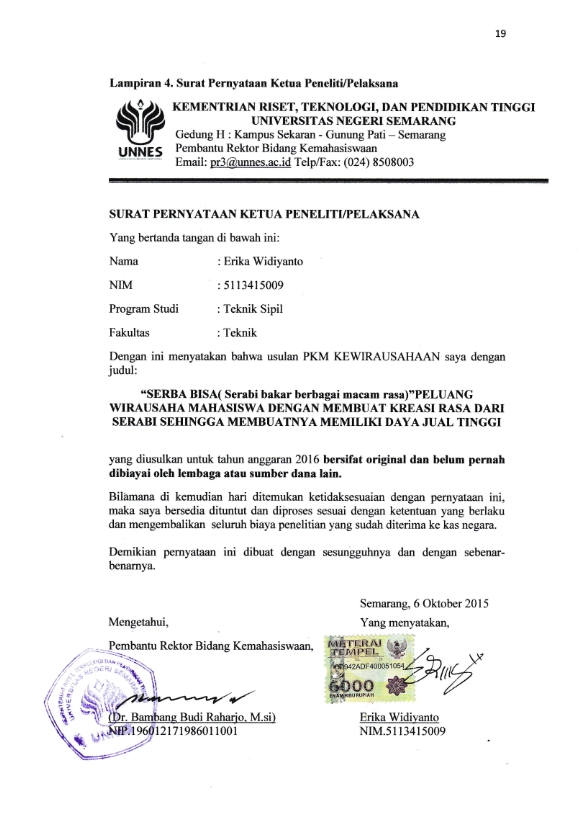 19
Lampiran 4. Surat Pernyataan Ketua Peneliti/Pelaksana
KEMENTRIAN RISET, TEKNOLOGI, DAN PENDIDIKAN TINGGI
UNIVERSITAS NEGERI SEMARANG
Gedung H : Kampus Sekaran - Gunung Pati – Semarang
Pembantu Rektor Bidang Kemahasiswaan
Email: pr3@unnes.ac.id Telp/Fax: (024) 8508003
UNNES
SURAT PERNYATAAN KETUA PENELITI/PELAKSANA
Yang bertanda tangan di bawah ini:
Nama : Erika Widiyanto
NIM : 5113415009
Program Studi : Teknik Sipil
Fakultas : Teknik
Dengan ini menyatakan bahwa usulan PKM KEWIRAUSAHAAN saya dengan
judul:
“SERBA BISA( Serabi bakar berbagai macam rasa)”PELUANG
WIRAUSAHA MAHASISWA DENGAN MEMBUAT KREASI RASA DARI
SERABI SEHINGGA MEMBUATNYA MEMILIKI DAYA JUAL TINGGI
yang diusulkan untuk tahun anggaran 2016 bersifat original dan belum pernah
dibiayai oleh lembaga atau sumber dana lain.
Bilamana di kemudian hari ditemukan ketidaksesuaian dengan pernyataan ini,
maka saya bersedia dituntut dan diproses sesuai dengan ketentuan yang berlaku
dan mengembalikan seluruh biaya penelitian yang sudah diterima ke kas negara.
Demikian pernyataan ini dibuat dengan sesungguhnya dan dengan sebenar-
benarnya.
Semarang, 6 Oktober 2015
Mengetahui, Yang menyatakan,
Pembantu Rektor Bidang Kemahasiswaan,
METERAI
TEMPEL
6000
ENAM RIBU RUPIAH
UNIVERSITAS NEGERI SEMARANG
UNNES
(Dr. Bambang Budi Raharjo, M.si) Erika Widiyanto
NIP.196012171986011001 NIM.5113415009